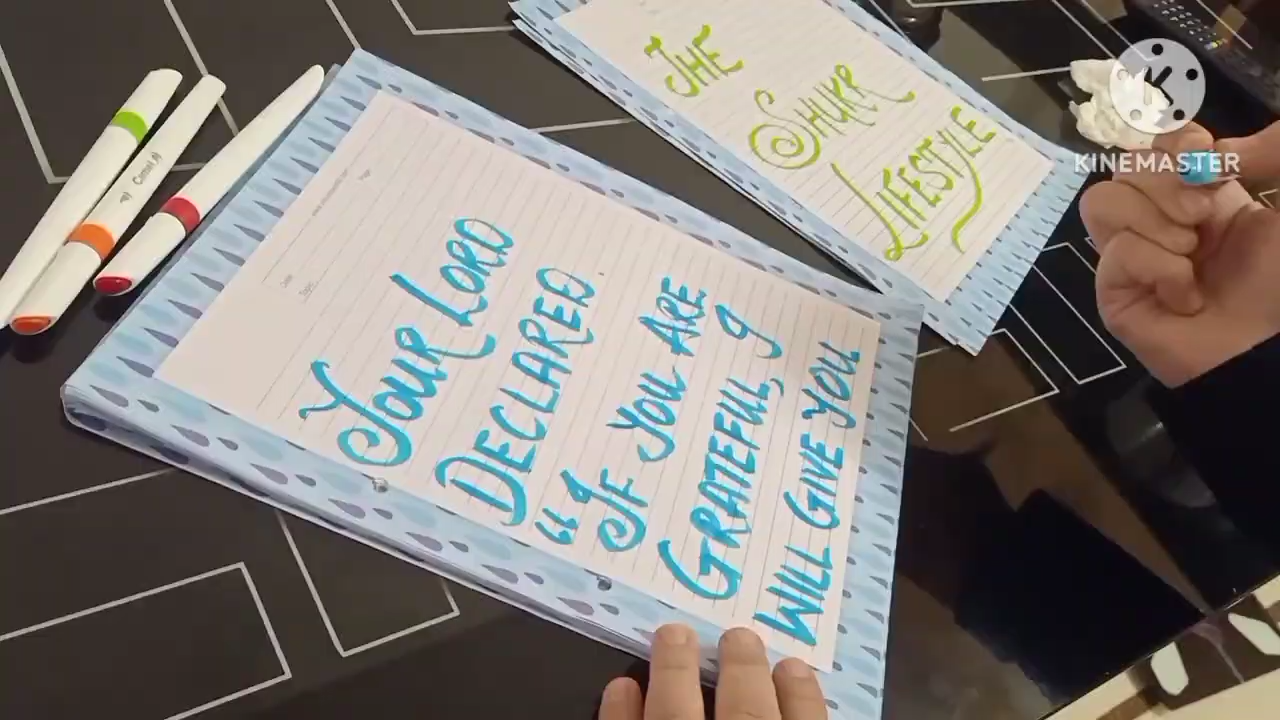 THE
SHUKR
LIFESTYLE
YOUR LORD
DECLARED
“IF YOU ARE
GRATEFUL, I
WILL GIVE YOU
KINEMASTER